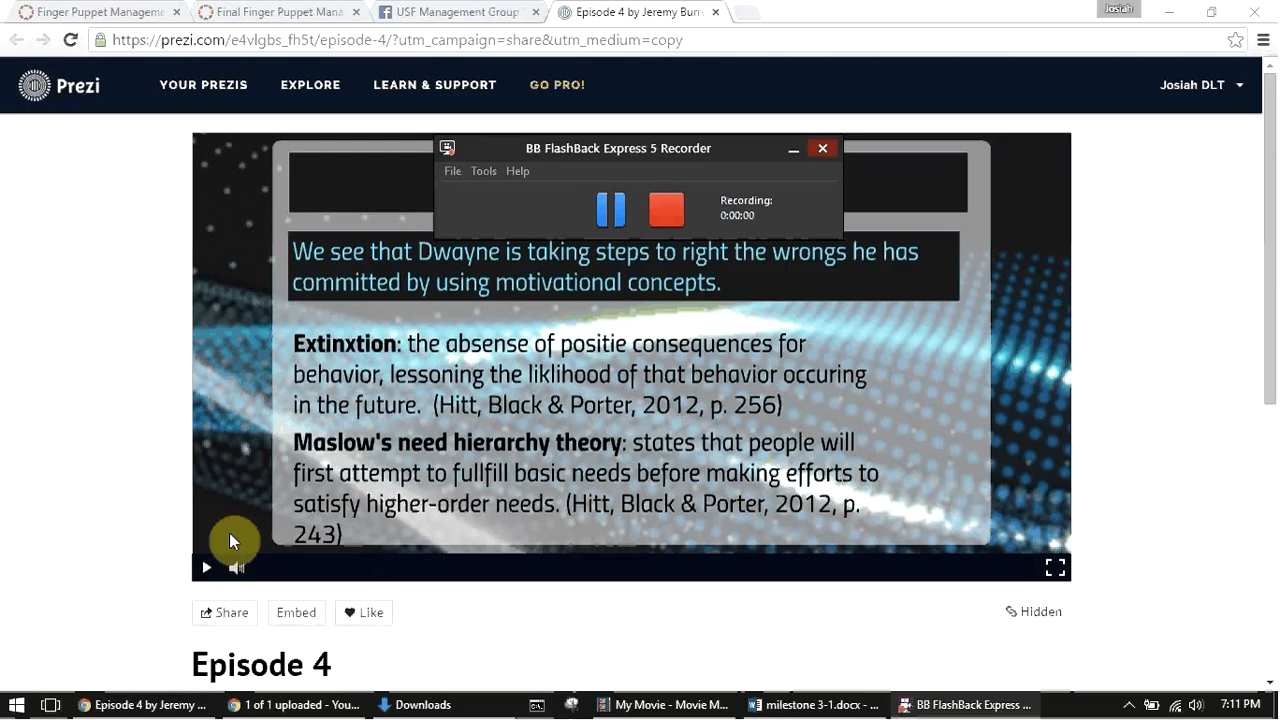 Finger Puppet Manageme
Final Finger Puppet Mana
USF Management Group
Episode 4 by Jeremy Burr
Josiah
https://prezi.com/e4vlgbs_fh5t/episode-4/?utm_campaign=share&utm_medium=copy
Prezi
YOUR PREZIS
EXPLORE
LEARN & SUPPORT
GO PRO!
Josiah DLT
BB FlashBack Express 5 Recorder
File Tools Help
Recording:
0:00:00
We see that Dwayne is taking steps to right the wrongs he has
committed by using motivational concepts.
Extinxtion: the absense of positie consequences for
behavior, lessoning the liklihood of that behavior occuring
in the future. (Hitt, Black & Porter, 2012, p. 256)
Maslow's need hierarchy theory: states that people will
first attempt to fullfill basic needs before making efforts to
satisfy higher-order needs. (Hitt, Black & Porter, 2012, p.
243)
Share
Embed
Like
Hidden
Episode 4
Episode 4 by Jeremy ...
1 of 1 uploaded - Yo...
Downloads
My Movie - Movie M...
milestone 3-1.docx - ...
BB FlashBack Express ...
7:11 PM